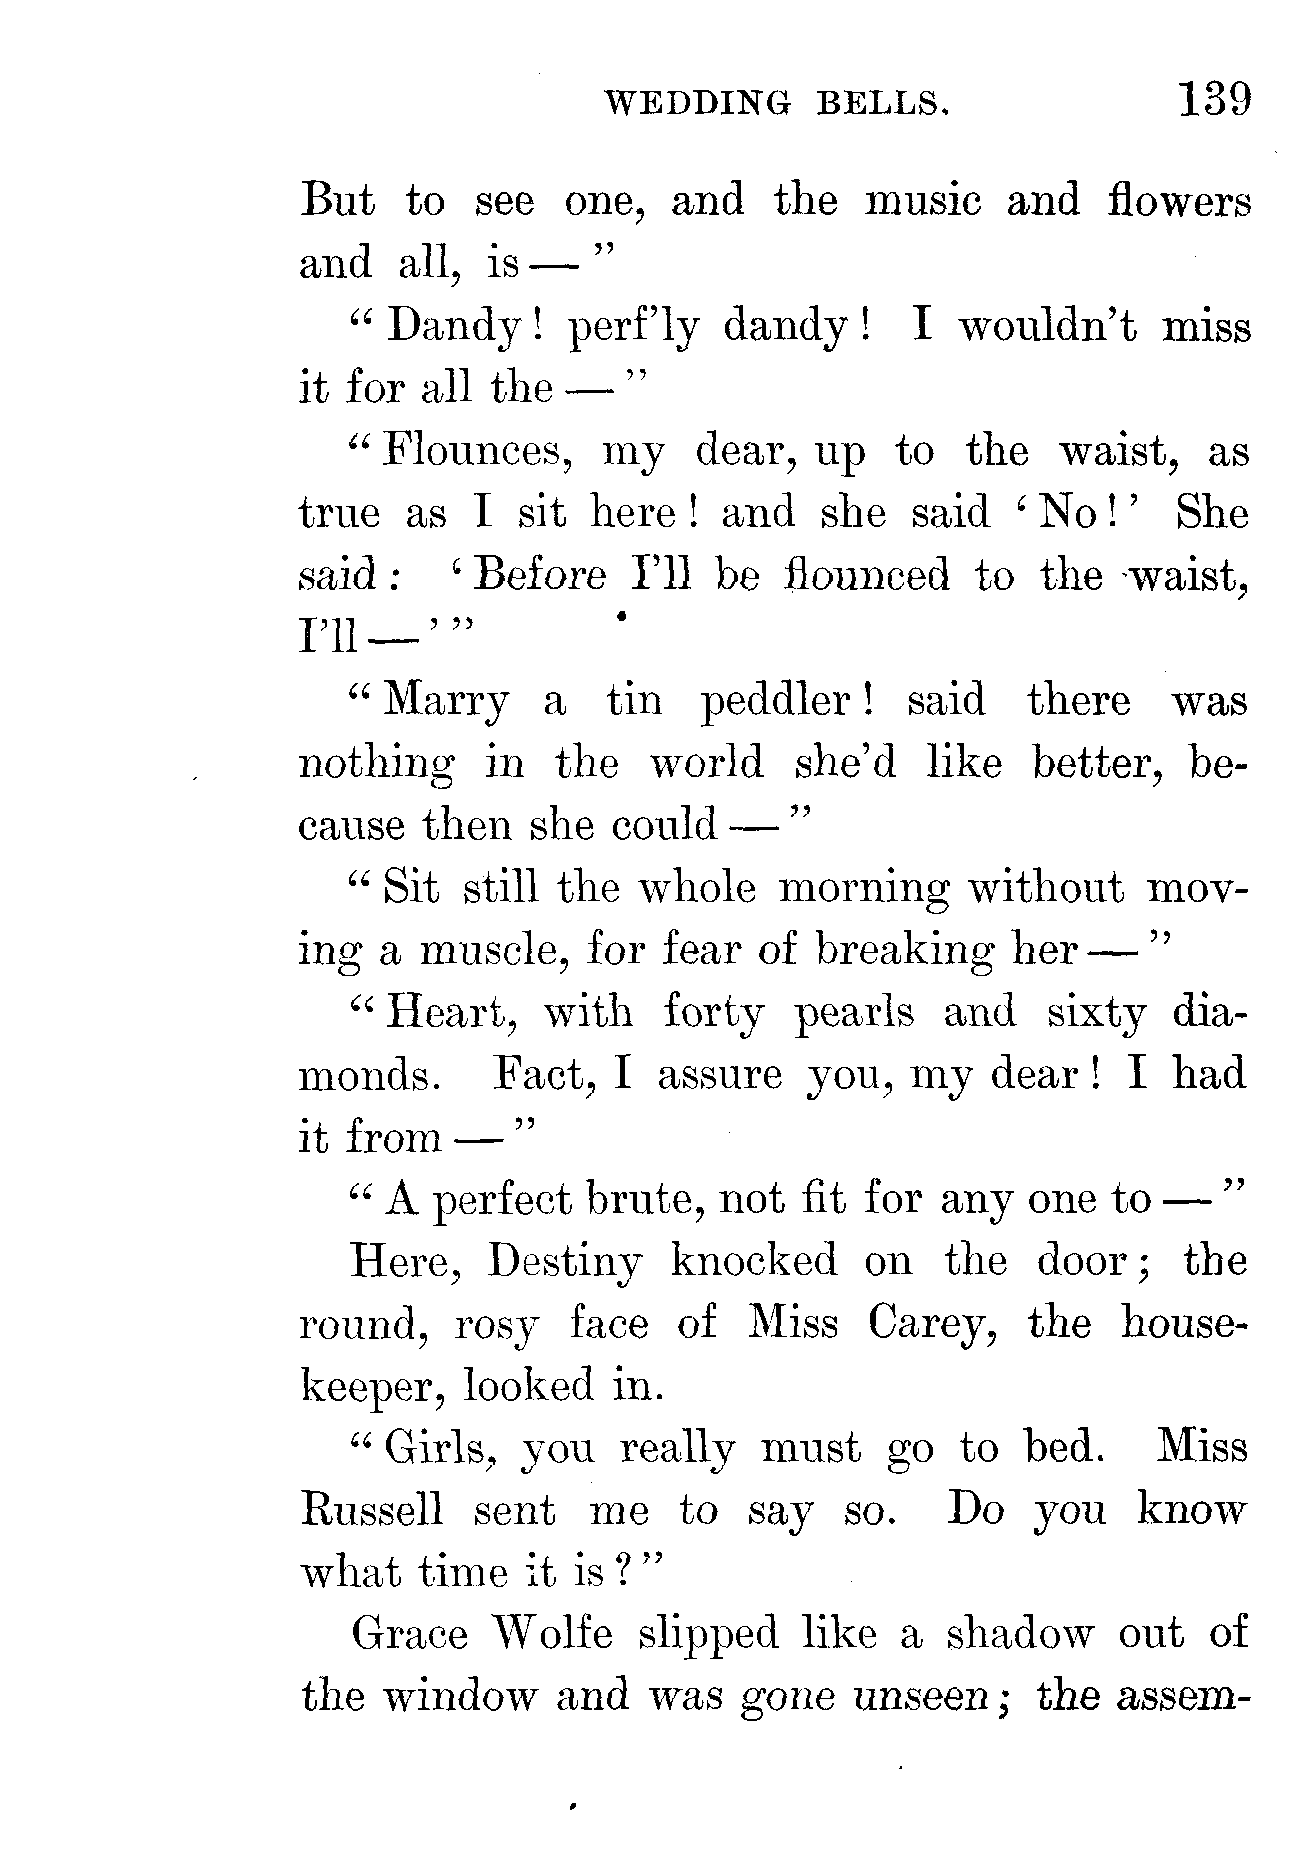 WEDDING BELLS. 139
But to see one, and the music and flowers
and all, is — "
" Dandy ! perf'ly dandy ! I wouldn't miss
it for all the — "
" Flounces, my dear, up to the waist, as
true as I sit here ! and she said ' No ! ' She
said : ' Before I'll be flounced to the waist,
I'll — ' "
" Marry a tin peddler ! said there was
nothing in the world she'd like better, be-
cause then she could — "
" Sit still the whole morning without mov-
ing a muscle, for fear of breaking her — "
" Heart, with forty pearls and sixty dia-
monds. Fact, I assure you, my dear ! I had
it from — "
" A perfect brute, not fit for any one to — "
Here, Destiny knocked on the door ; the
round, rosy face of Miss Carey, the house-
keeper, looked in.
" Girls, you really must go to bed. Miss
Russell sent me to say so. Do you know
what time it is ? "
Grace Wolfe slipped like a shadow out of
the window and was gone unseen ; the assem-